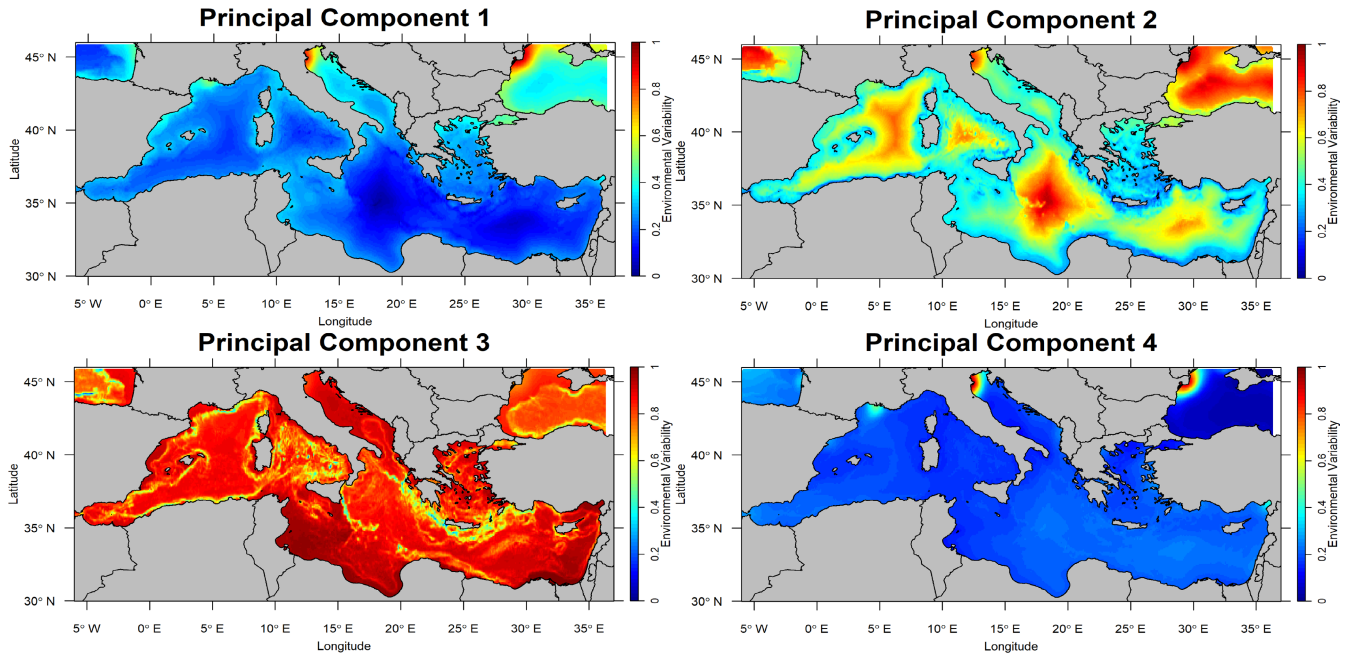 Principal Component 1
45° N
40° N
35° N
30° N
Latitude
5° W 0° E 5° E 10° E 15° E 20° E 25° E 30° E 35° E
Longitude
0 0.2 0.4 0.6 0.8 1
Environmental Variability
Principal Component 2
45° N
40° N
35° N
30° N
Latitude
5° W 0° E 5° E 10° E 15° E 20° E 25° E 30° E 35° E
Longitude
0 0.2 0.4 0.6 0.8 1
Environmental Variability
Principal Component 3
45° N
40° N
35° N
30° N
Latitude
5° W 0° E 5° E 10° E 15° E 20° E 25° E 30° E 35° E
Longitude
0 0.2 0.4 0.6 0.8 1
Environmental Variability
Principal Component 4
45° N
40° N
35° N
30° N
Latitude
5° W 0° E 5° E 10° E 15° E 20° E 25° E 30° E 35° E
Longitude
0 0.2 0.4 0.6 0.8 1
Environmental Variability